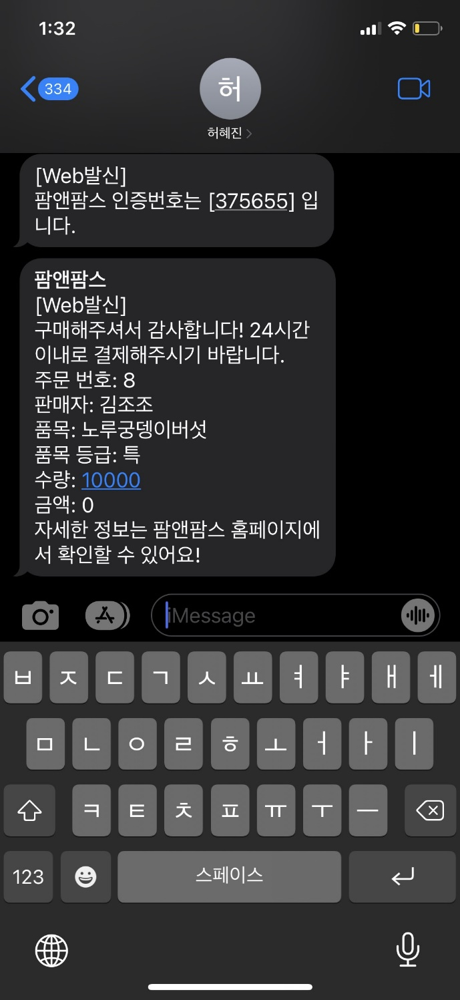 1:32
334
허
허혜진
[Web발신]
팜앤팜스 인증번호는 [375655] 입
니다.
팜앤팜스
[Web발신]
구매해주셔서 감사합니다! 24시간
이내로 결제해주시기 바랍니다.
주문 번호: 8
판매자: 김조조
품목: 노루궁뎅이버섯
품목 등급: 특
수량: 10000
금액: 0
자세한 정보는 팜앤팜스 홈페이지에
서 확인할 수 있어요!
iMessage
ㅂ ㅈ ㄷ ㄱ ㅅ ㅛ ㅕ ㅑ ㅐ ㅔ
ㅁ ㄴ ㅇ ㄹ ㅎ ㅗ ㅓ ㅏ ㅣ
ㅋ ㅌ ㅊ ㅍ ㅠ ㅜ ㅡ
123 스페이스